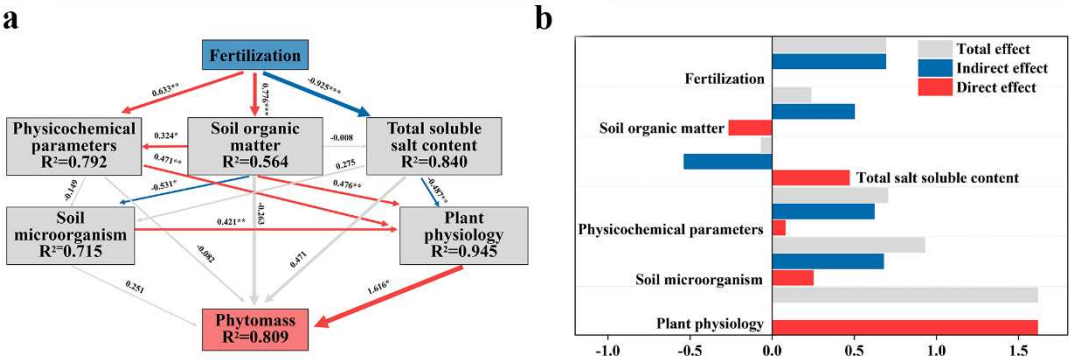 a
Fertilization
0.633**
0.776***
-0.925***
Physicochemical
parameters
R²=0.792
0.324*
Soil organic
matter
R²=0.564
-0.008
Total soluble
salt content
R²=0.840
0.471**
0.275
-0.149
-0.531*
0.476**
-0.487**
Soil
microorganism
R²=0.715
0.421**
-0.263
Plant
physiology
R²=0.945
-0.082
0.471
0.251
1.616*
Phytomass
R²=0.809
b
Total effect
Indirect effect
Direct effect
Fertilization
Soil organic matter
Total salt soluble content
Physicochemical parameters
Soil microorganism
Plant physiology
-1.0
-0.5
0.0
0.5
1.0
1.5